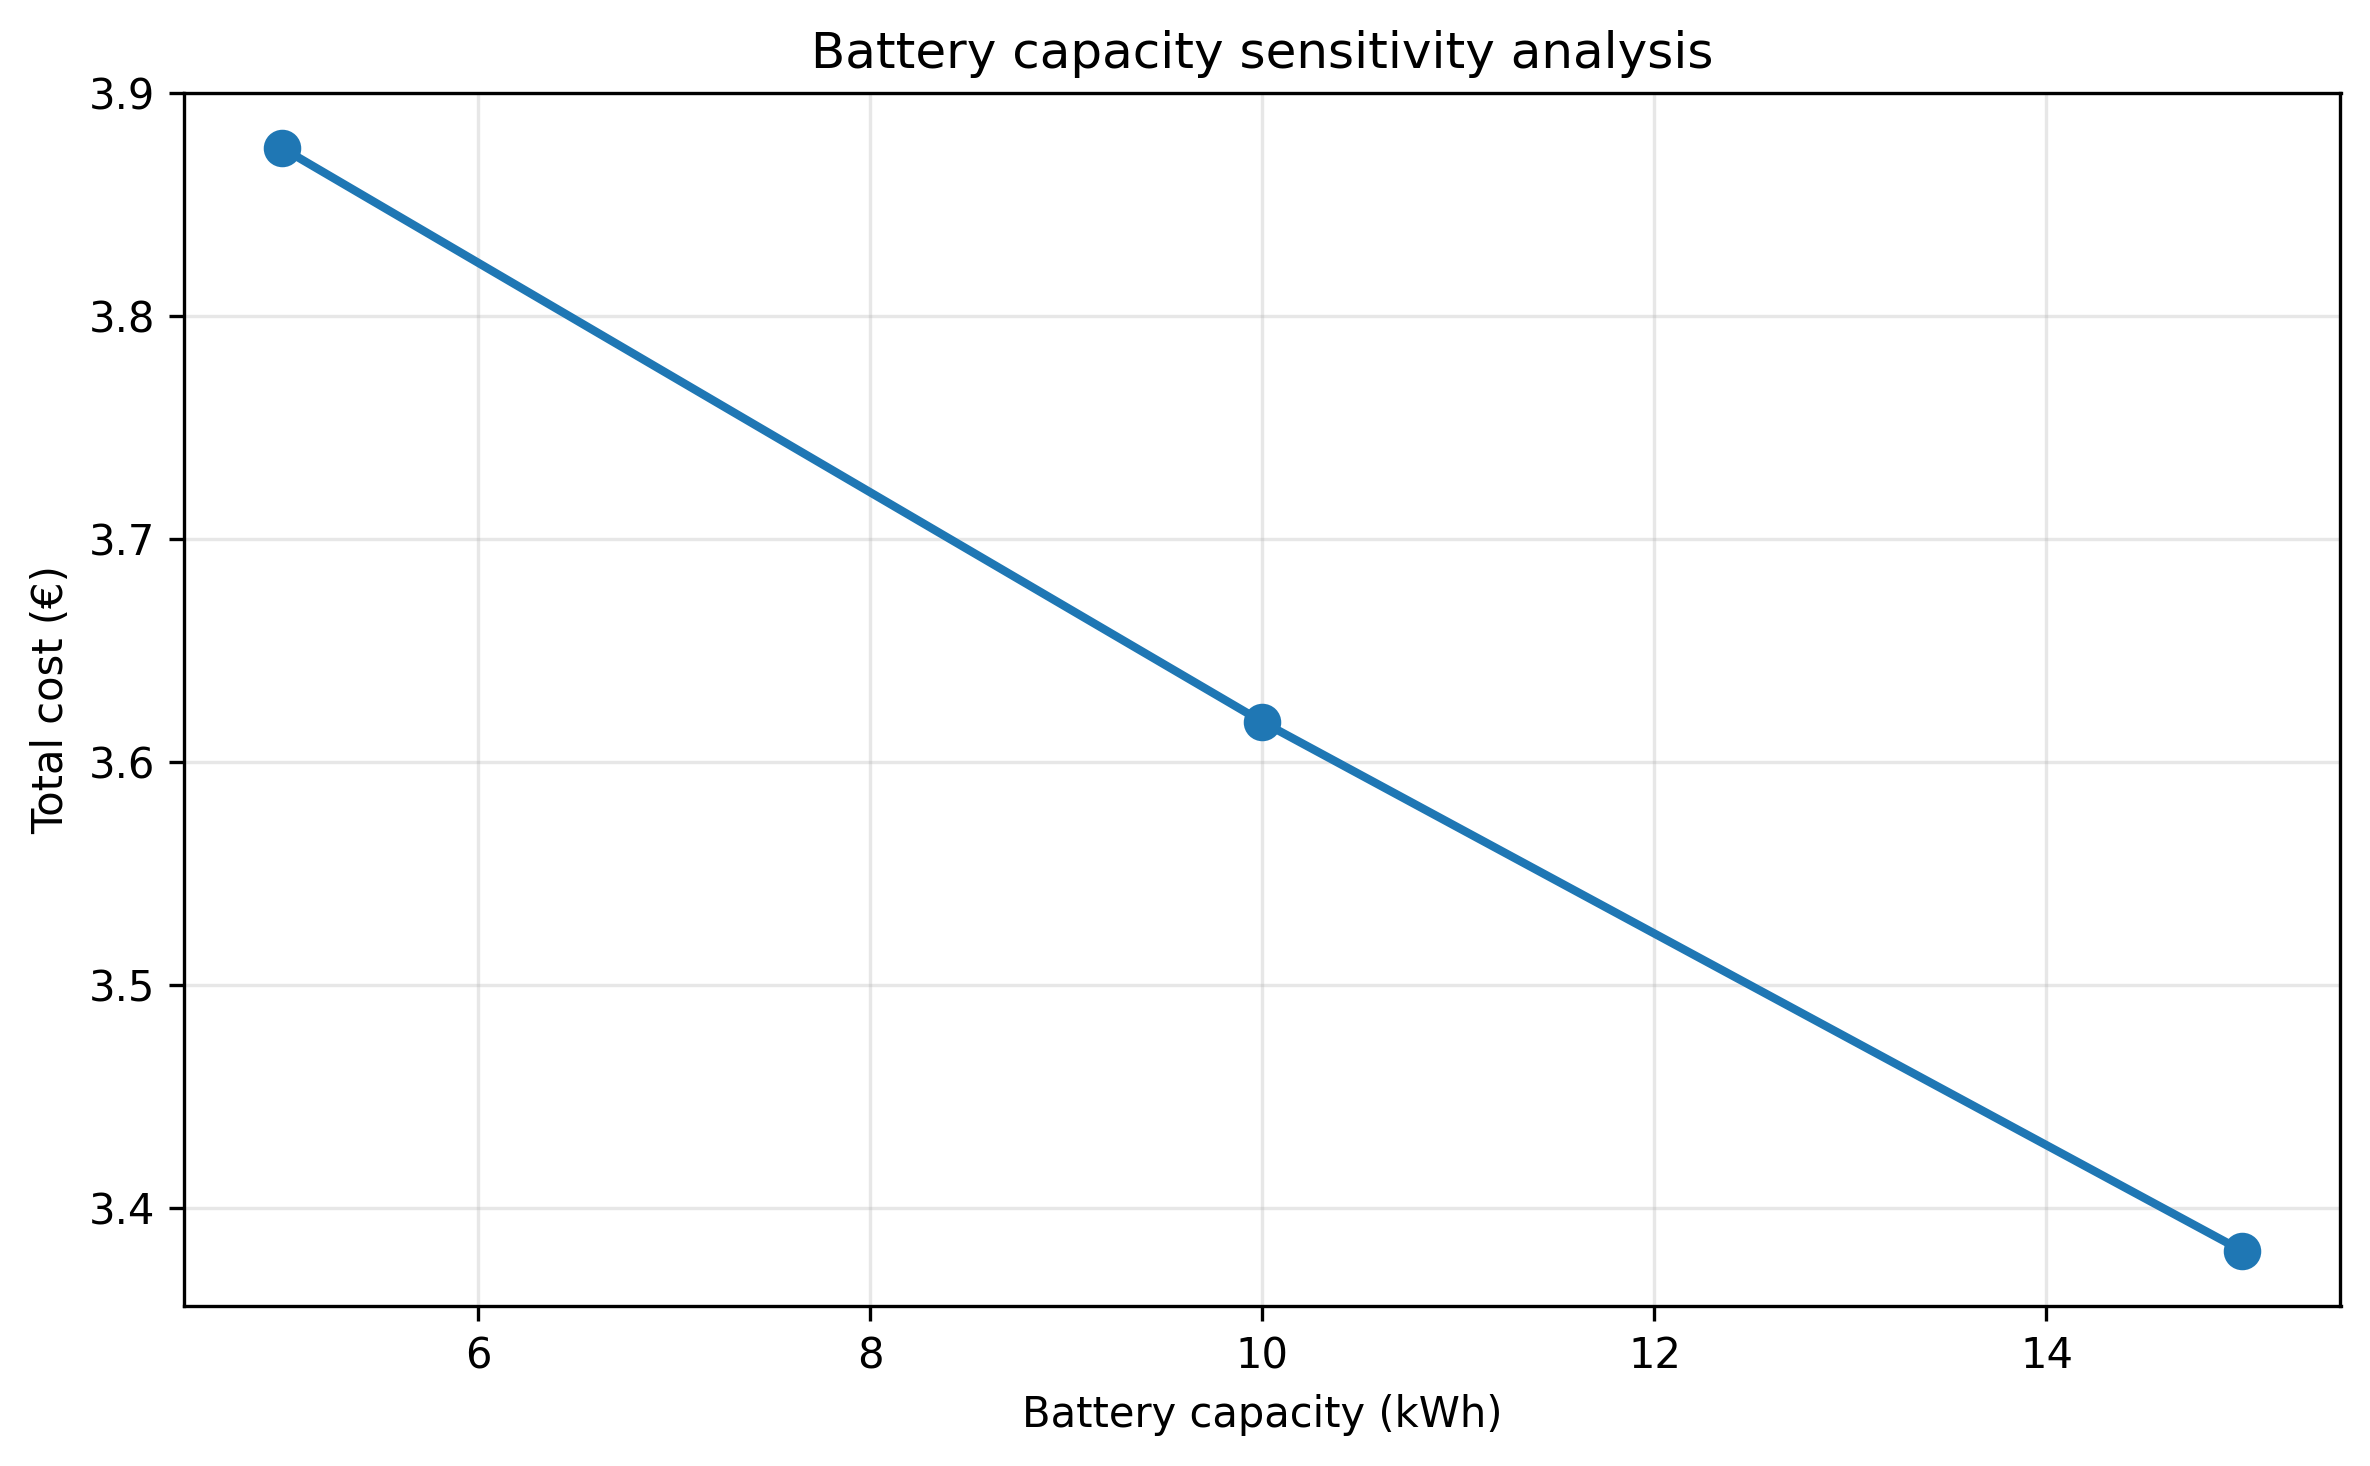 Battery capacity sensitivity analysis
3.9
3.8
3.7
3.6
3.5
3.4
Total cost (€)
6 8 10 12 14
Battery capacity (kWh)